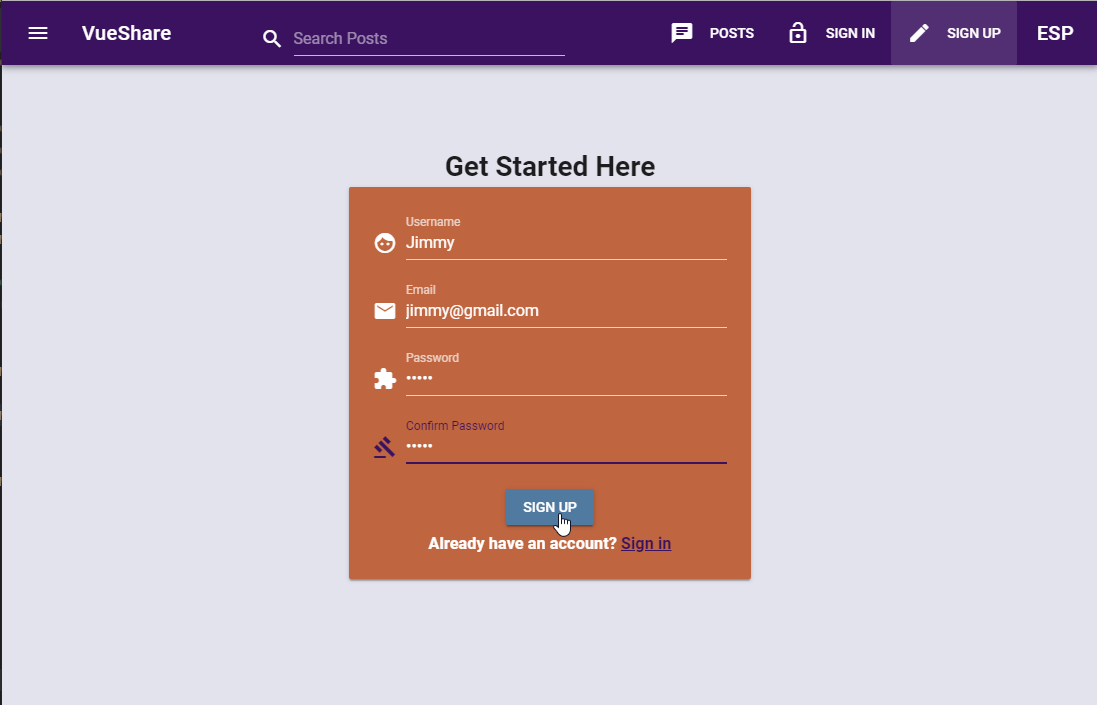 VueShare Search Posts POSTS SIGN IN SIGN UP ESP
Get Started Here
Username
Jimmy
Email
jimmy@gmail.com
Password
•••••
Confirm Password
•••••
SIGN UP
Already have an account? Sign in